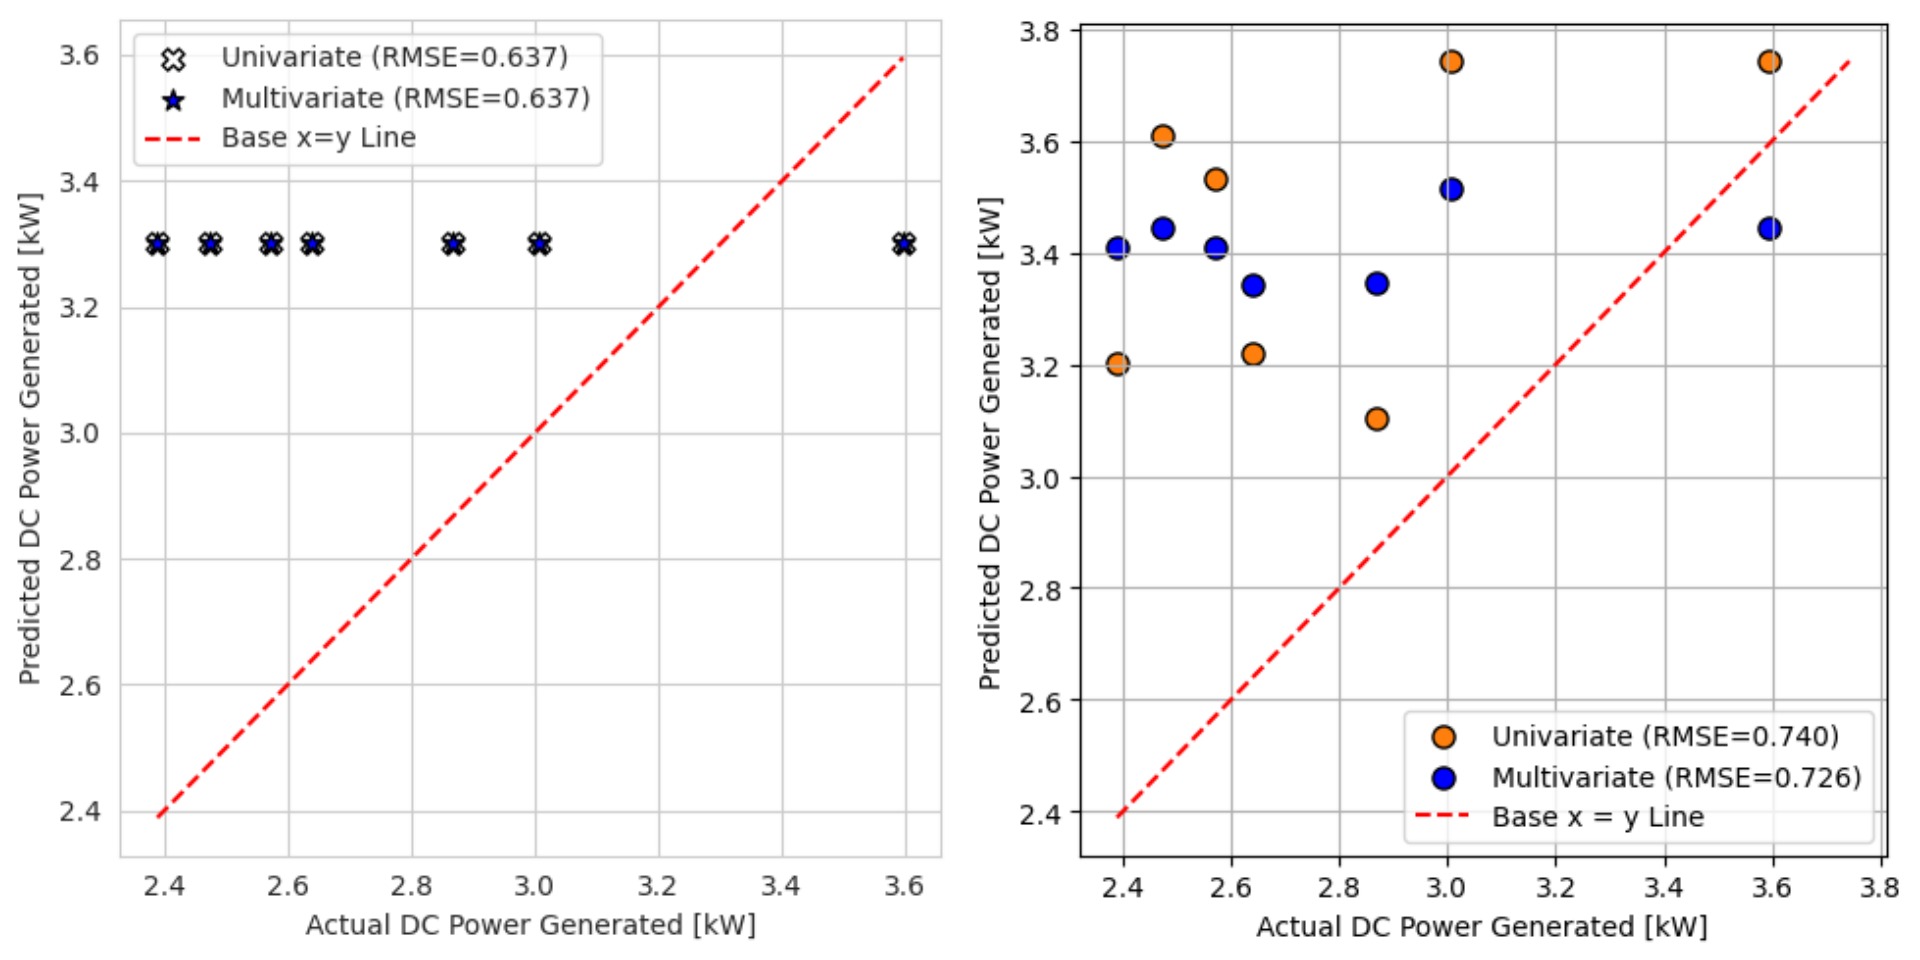 Univariate (RMSE=0.637)
Multivariate (RMSE=0.637)
Base x=y Line
3.6
3.4
3.2
3.0
2.8
2.6
2.4
Predicted DC Power Generated [kW]
2.4 2.6 2.8 3.0 3.2 3.4 3.6
Actual DC Power Generated [kW]
3.8
3.6
3.4
3.2
3.0
2.8
2.6
2.4
Predicted DC Power Generated [kW]
Univariate (RMSE=0.740)
Multivariate (RMSE=0.726)
Base x = y Line
2.4 2.6 2.8 3.0 3.2 3.4 3.6 3.8
Actual DC Power Generated [kW]